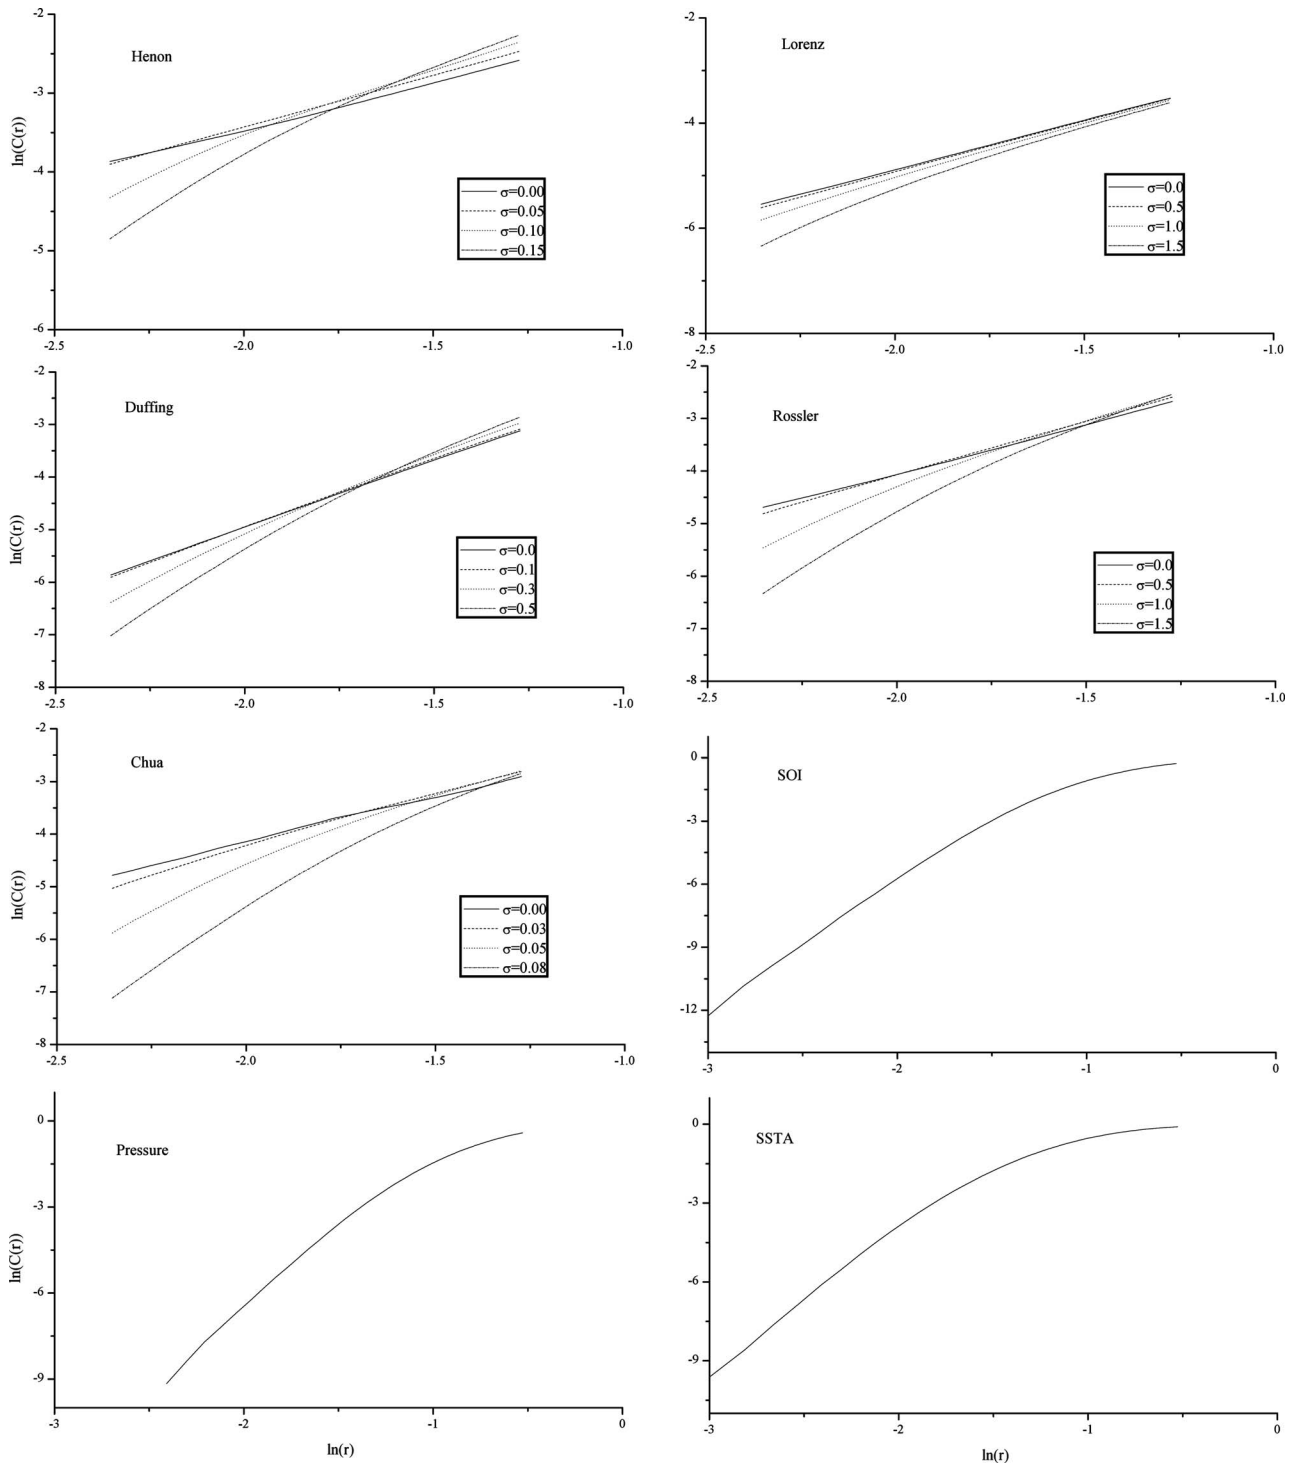 -2
Henon
-3
ln(C(r))
-4
σ=0.00
σ=0.05
σ=0.10
σ=0.15
-5
-6
-2.5
-2.0
-1.5
-1.0
-2
Lorenz
-4
σ=0.0
σ=0.5
σ=1.0
σ=1.5
-6
-8
-2.5
-2.0
-1.5
-1.0
-2
Duffing
-3
-4
ln(C(r))
-5
σ=0.0
σ=0.1
σ=0.3
σ=0.5
-6
-7
-8
-2.5
-2.0
-1.5
-1.0
-2
Rossler
-3
-4
-5
-6
σ=0.0
σ=0.5
σ=1.0
σ=1.5
-7
-8
-2.5
-2.0
-1.5
-1.0
-2
Chua
-3
-4
ln(C(r))
-5
σ=0.00
σ=0.03
σ=0.05
σ=0.08
-6
-7
-8
-2.5
-2.0
-1.5
-1.0
0
SOI
-3
-6
-9
-12
-3
-2
-1
0
0
Pressure
-3
ln(C(r))
-6
-9
-3
-2
-1
0
ln(r)
0
SSTA
-3
-6
-9
-3
-2
-1
0
ln(r)